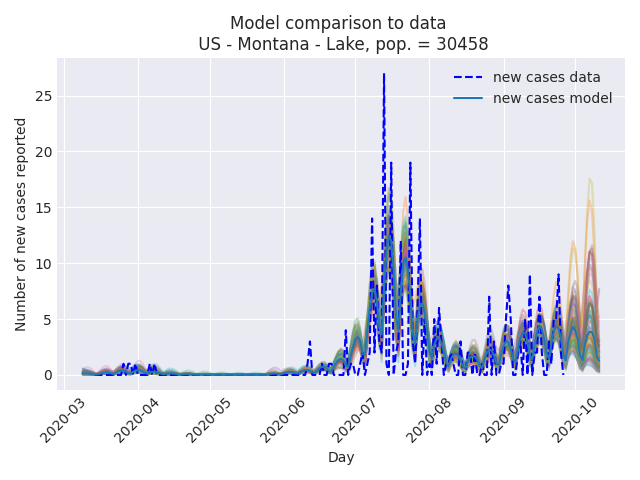 Model comparison to data
US - Montana - Lake, pop. = 30458
new cases data
new cases model
Number of new cases reported
25
20
15
10
5
0
2020-03
2020-04
2020-05
2020-06
2020-07
2020-08
2020-09
2020-10
Day